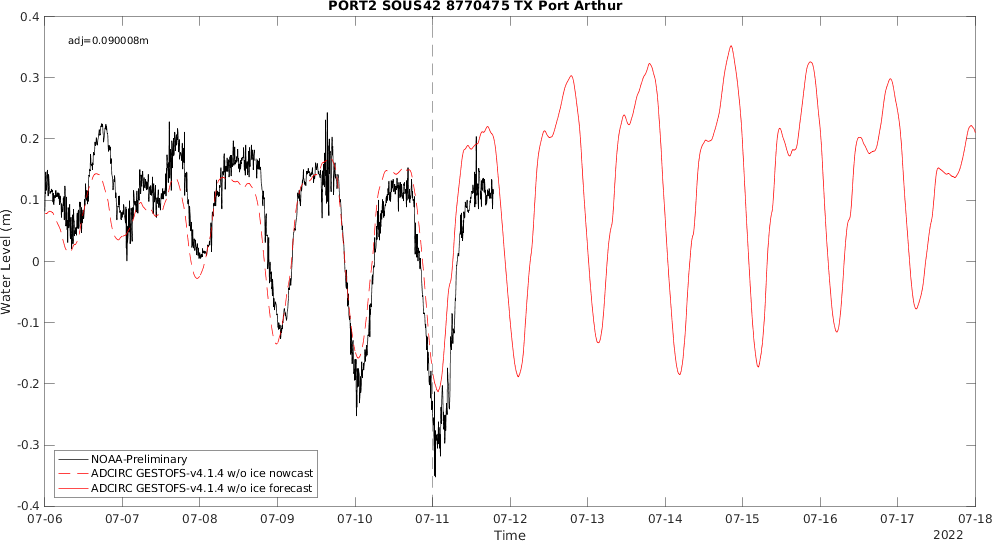 PORT2 SOUS42 8770475 TX Port Arthur
0.4
adj=0.090008m
0.3
0.2
0.1
0
-0.1
-0.2
-0.3
-0.4
Water Level (m)
NOAA-Preliminary
ADCIRC GESTOFS-v4.1.4 w/o ice nowcast
ADCIRC GESTOFS-v4.1.4 w/o ice forecast
07-06 07-07 07-08 07-09 07-10 07-11 07-12 07-13 07-14 07-15 07-16 07-17 07-18
Time
2022